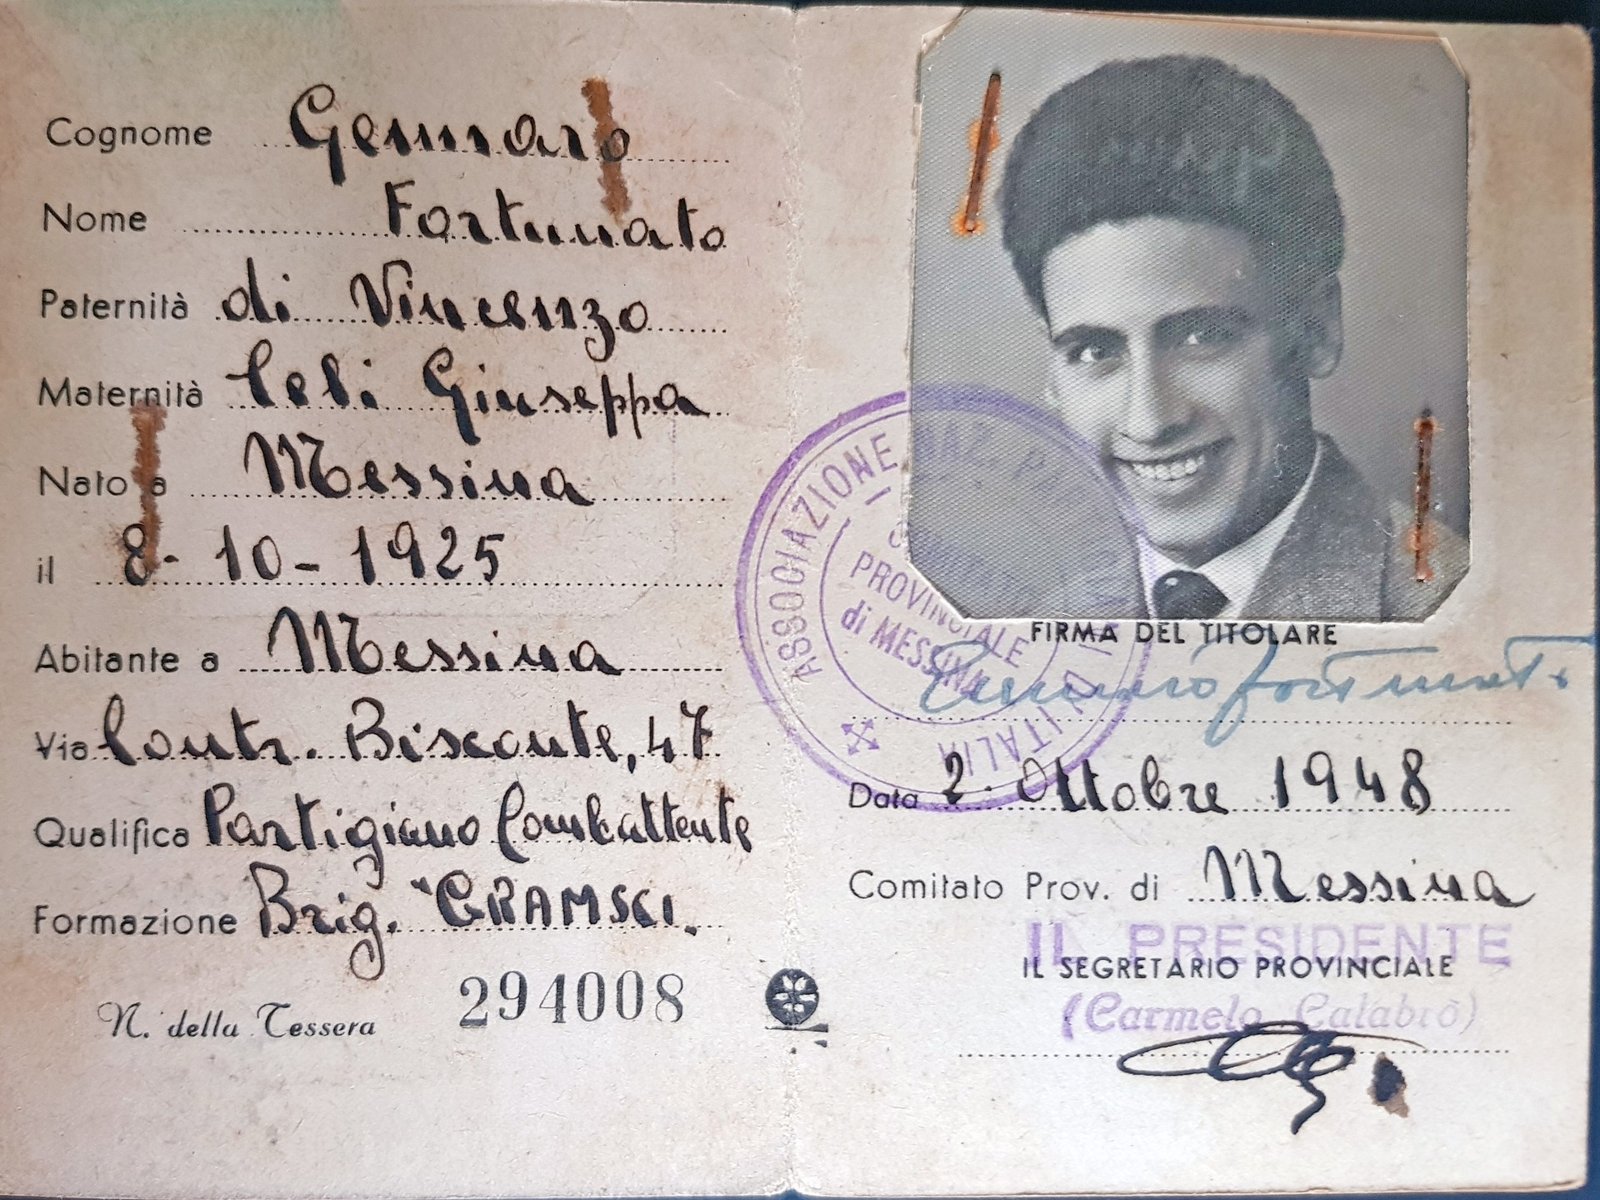 Cognome Gennaro
Nome Fortunato
Paternità di Vincenzo
Maternità Celi Giuseppa
Nato a Messina
il 8-10-1925
Abitante a Messina
Via Contr. Bisconte, 47
Qualifica Partigiano Combattente
Formazione Brig. "GRAMSCI"
N. della Tessera 294008
ASSOCIAZIONE NAZ. P D'ITALIA
PROVINCIALE
di MESSINA
FIRMA DEL TITOLARE
Gennaro Fortunato
Data 2. Ottobre 1948
Comitato Prov. di Messina
IL PRESIDENTE
IL SEGRETARIO PROVINCIALE
(Carmelo Calabrò)